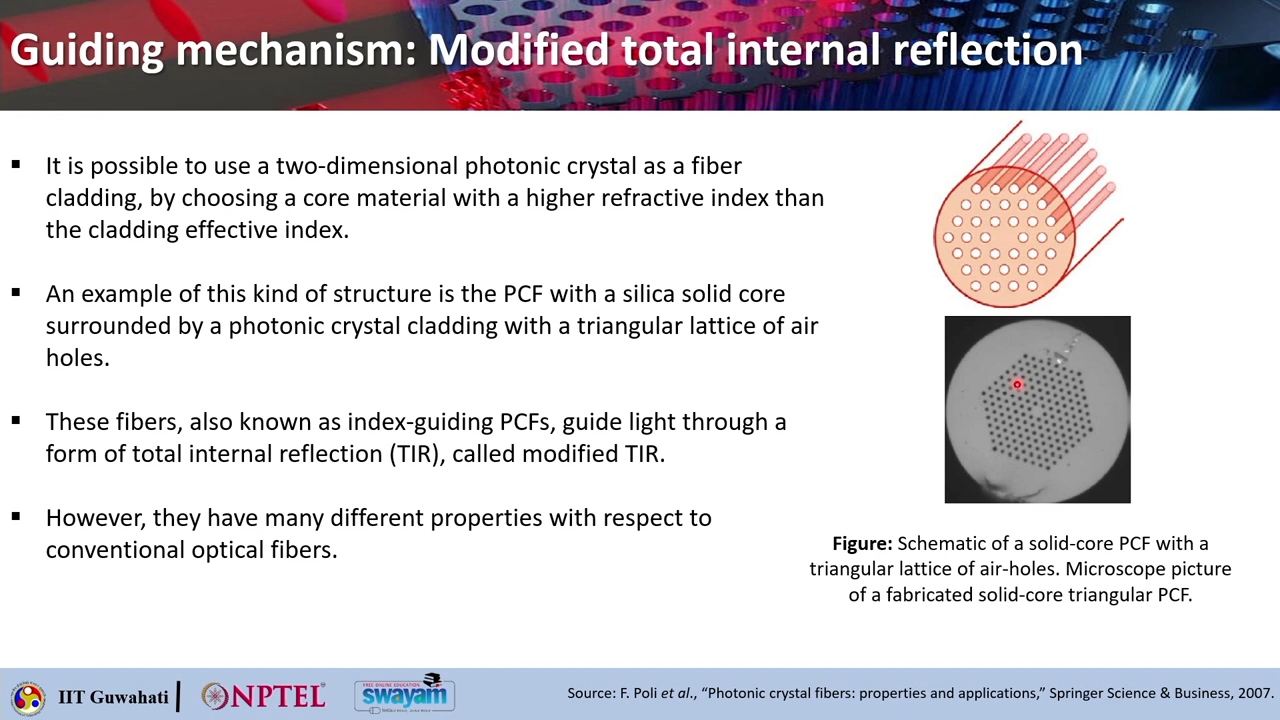 Guiding mechanism: Modified total internal reflection
▪ It is possible to use a two-dimensional photonic crystal as a fiber
cladding, by choosing a core material with a higher refractive index than
the cladding effective index.
▪ An example of this kind of structure is the PCF with a silica solid core
surrounded by a photonic crystal cladding with a triangular lattice of air
holes.
▪ These fibers, also known as index-guiding PCFs, guide light through a
form of total internal reflection (TIR), called modified TIR.
▪ However, they have many different properties with respect to
conventional optical fibers.
Figure: Schematic of a solid-core PCF with a
triangular lattice of air-holes. Microscope picture
of a fabricated solid-core triangular PCF.
IIT Guwahati
NPTEL
FREE ONLINE EDUCATION
swayam
Source: F. Poli et al., “Photonic crystal fibers: properties and applications,” Springer Science & Business, 2007.